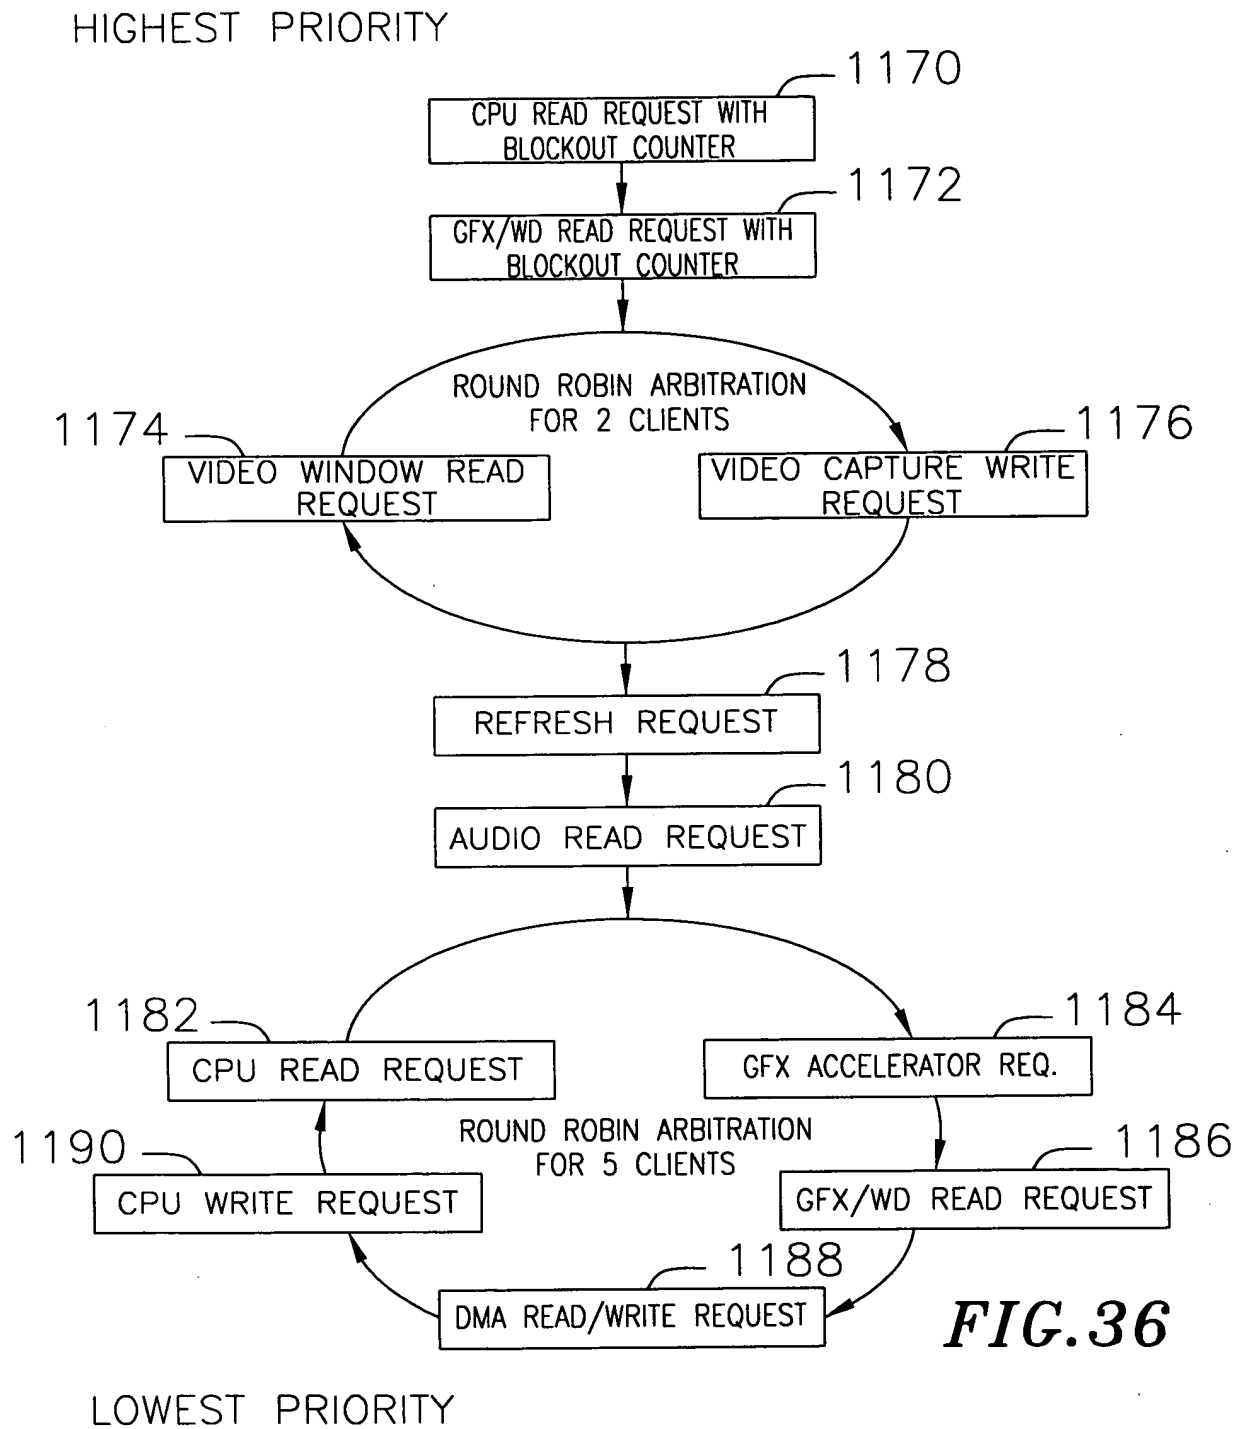 HIGHEST PRIORITY
1170
CPU READ REQUEST WITH
BLOCKOUT COUNTER
1172
GFX/WD READ REQUEST WITH
BLOCKOUT COUNTER
ROUND ROBIN ARBITRATION
FOR 2 CLIENTS
1174
VIDEO WINDOW READ
REQUEST
1176
VIDEO CAPTURE WRITE
REQUEST
1178
REFRESH REQUEST
1180
AUDIO READ REQUEST
1182
CPU READ REQUEST
1184
GFX ACCELERATOR REQ.
ROUND ROBIN ARBITRATION
FOR 5 CLIENTS
1190
CPU WRITE REQUEST
1186
GFX/WD READ REQUEST
1188
DMA READ/WRITE REQUEST
FIG.36
LOWEST PRIORITY